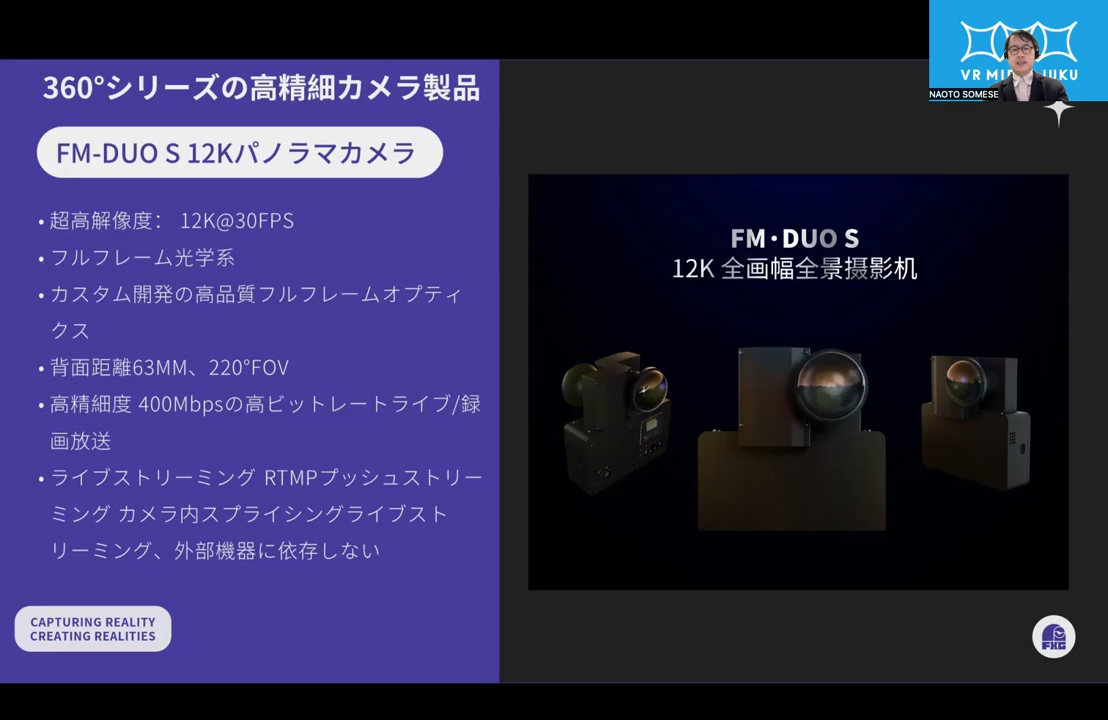 360°シリーズの高精細カメラ製品
FM-DUO S 12Kパノラマカメラ
• 超高解像度： 12K@30FPS
• フルフレーム光学系
• カスタム開発の高品質フルフレームオプティ
クス
• 背面距離63MM、220°FOV
• 高精細度 400Mbpsの高ビットレートライブ/録
画放送
• ライブストリーミング RTMPプッシュストリー
ミング カメラ内スプライシングライブスト
リーミング、外部機器に依存しない
CAPTURING REALITY
CREATING REALITIES
FM·DUO S
12K 全画幅全景摄影机
NAOTO SOMESE
FXG